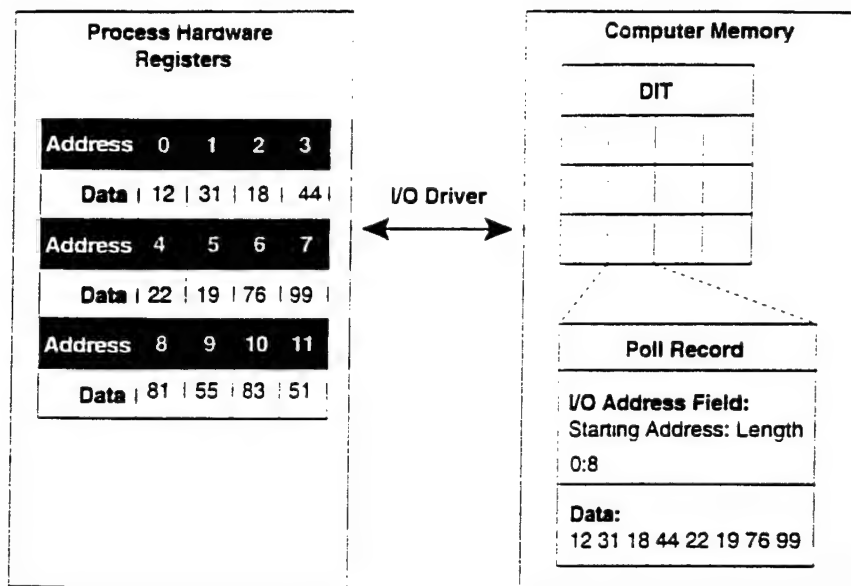 Process Hardware
Registers
Address 0 1 2 3
Data 12 31 18 44
Address 4 5 6 7
Data 22 19 76 99
Address 8 9 10 11
Data 81 55 83 51
I/O Driver
Computer Memory
DIT
Poll Record
I/O Address Field:
Starting Address: Length
0:8
Data:
12 31 18 44 22 19 76 99